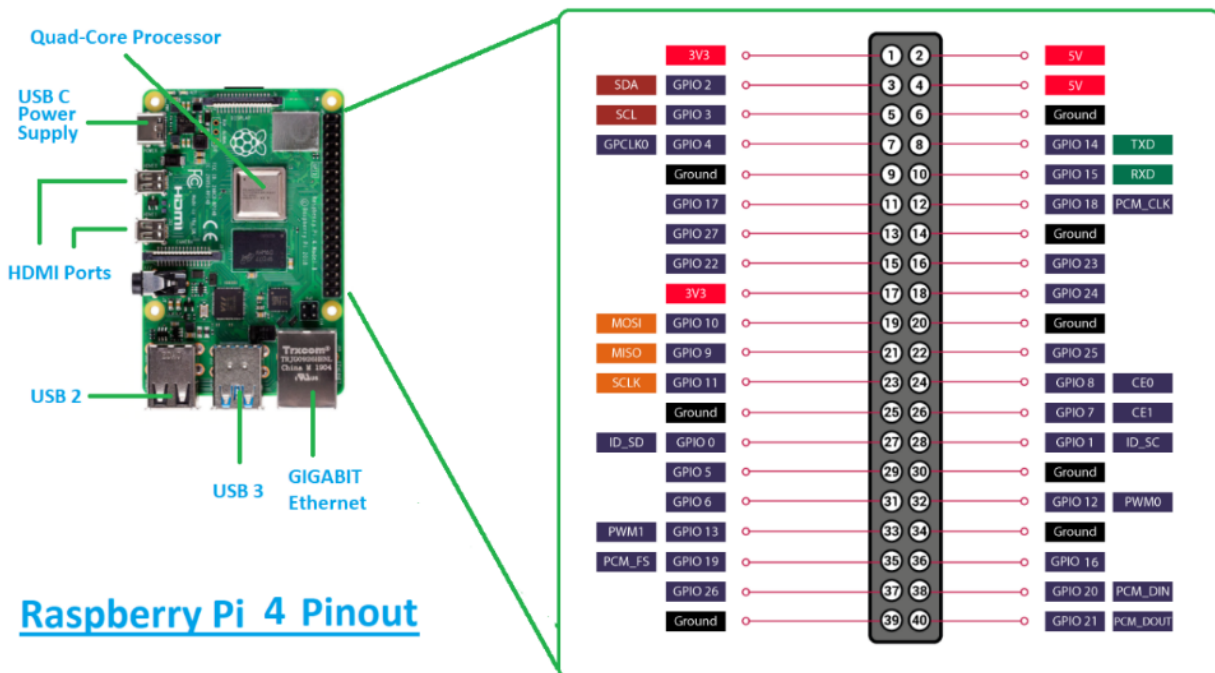 Quad-Core Processor
USB C
Power
Supply
HDMI
HDMI Ports
Trxcom®
China M 1904
USB 2
USB 3
GIGABIT
Ethernet
Raspberry Pi 4 Pinout
3V3 1 2 5V
SDA GPIO 2 3 4 5V
SCL GPIO 3 5 6 Ground
GPCLK0 GPIO 4 7 8 GPIO 14 TXD
Ground 9 10 GPIO 15 RXD
GPIO 17 11 12 GPIO 18 PCM_CLK
GPIO 27 13 14 Ground
GPIO 22 15 16 GPIO 23
3V3 17 18 GPIO 24
MOSI GPIO 10 19 20 Ground
MISO GPIO 9 21 22 GPIO 25
SCLK GPIO 11 23 24 GPIO 8 CE0
Ground 25 26 GPIO 7 CE1
ID_SD GPIO 0 27 28 GPIO 1 ID_SC
GPIO 5 29 30 Ground
GPIO 6 31 32 GPIO 12 PWM0
PWM1 GPIO 13 33 34 Ground
PCM_FS GPIO 19 35 36 GPIO 16
GPIO 26 37 38 GPIO 20 PCM_DIN
Ground 39 40 GPIO 21 PCM_DOUT